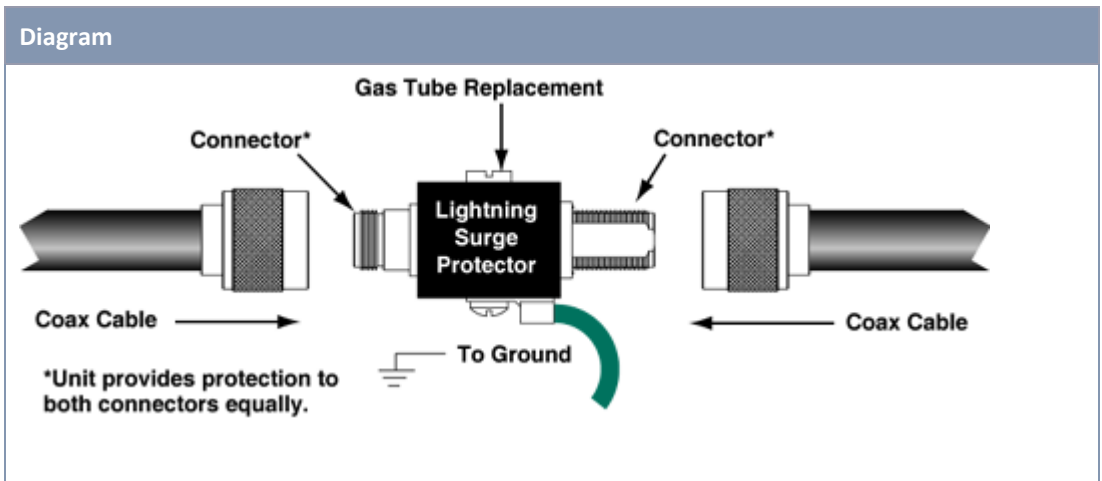 Diagram
Gas Tube Replacement
Connector*
Connector*
Lightning
Surge
Protector
Coax Cable
Coax Cable
To Ground
*Unit provides protection to
both connectors equally.